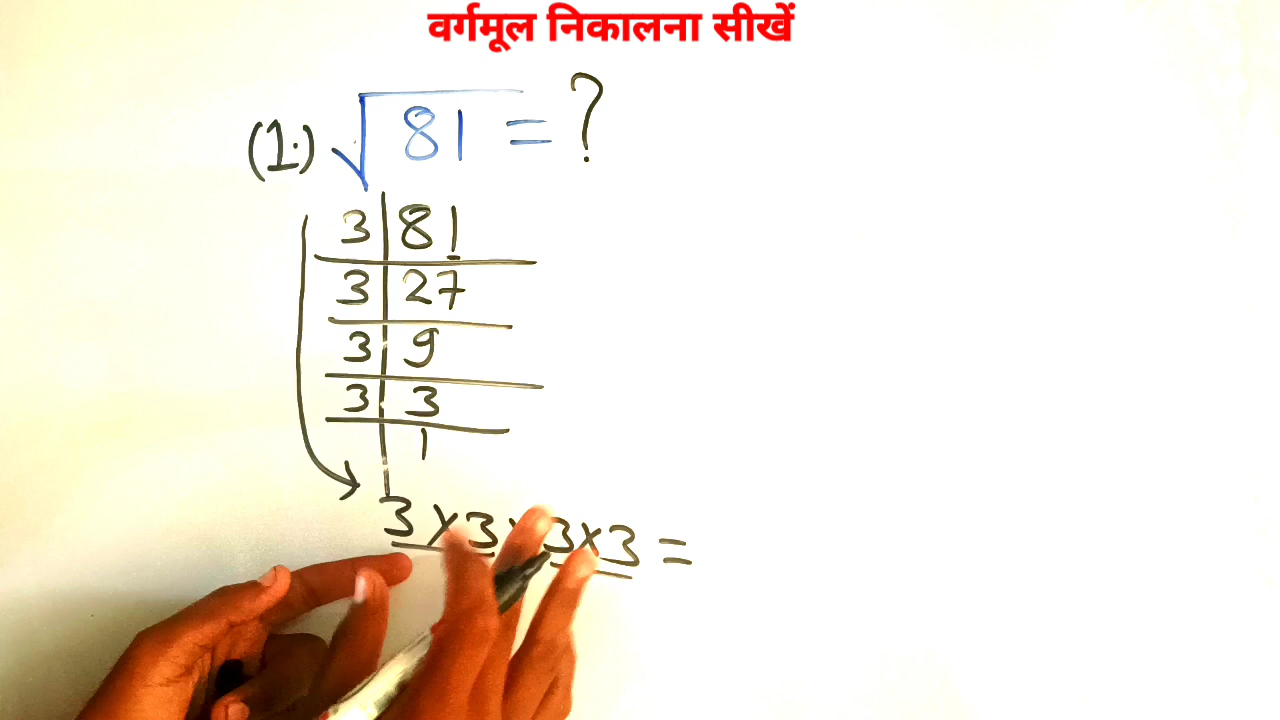 वर्गमूल निकालना सीखें
(1.) √81 = ?
3 | 81
3 | 27
3 | 9
3 | 3
1
3 × 3 × 3 × 3 =